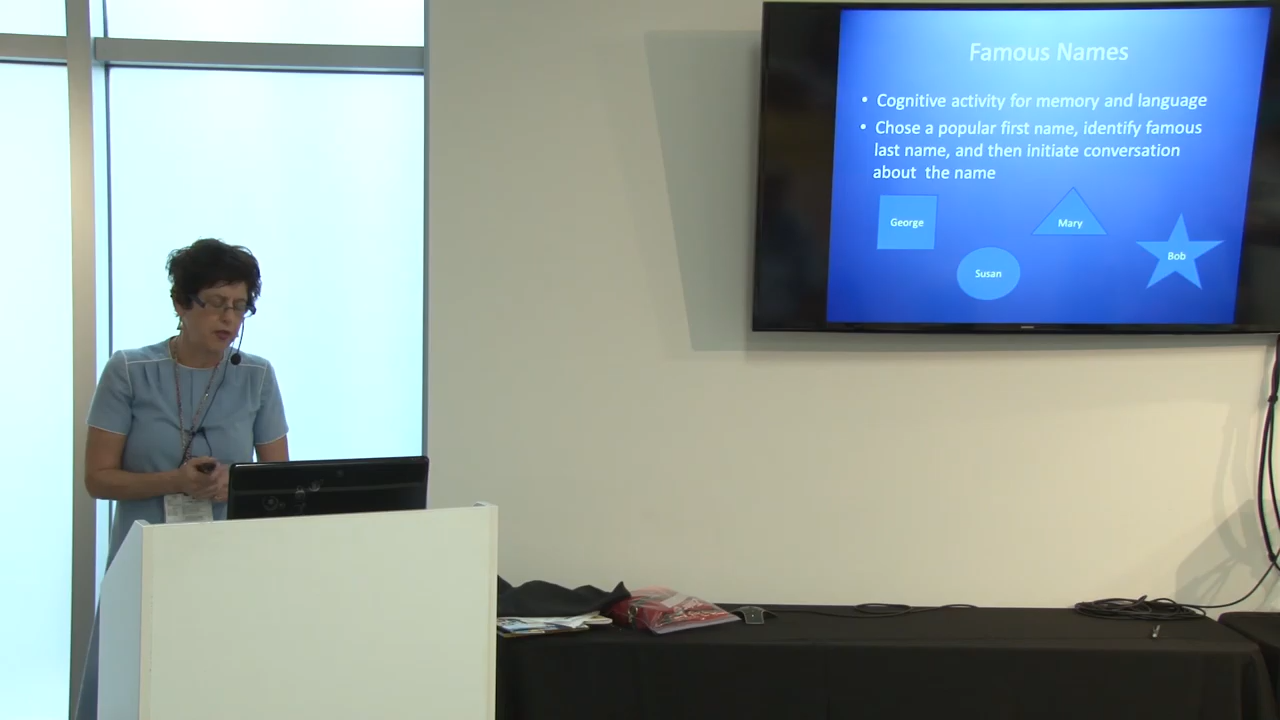 Famous Names
• Cognitive activity for memory and language
• Chose a popular first name, identify famous
last name, and then initiate conversation
about the name
George
Mary
Susan
Bob